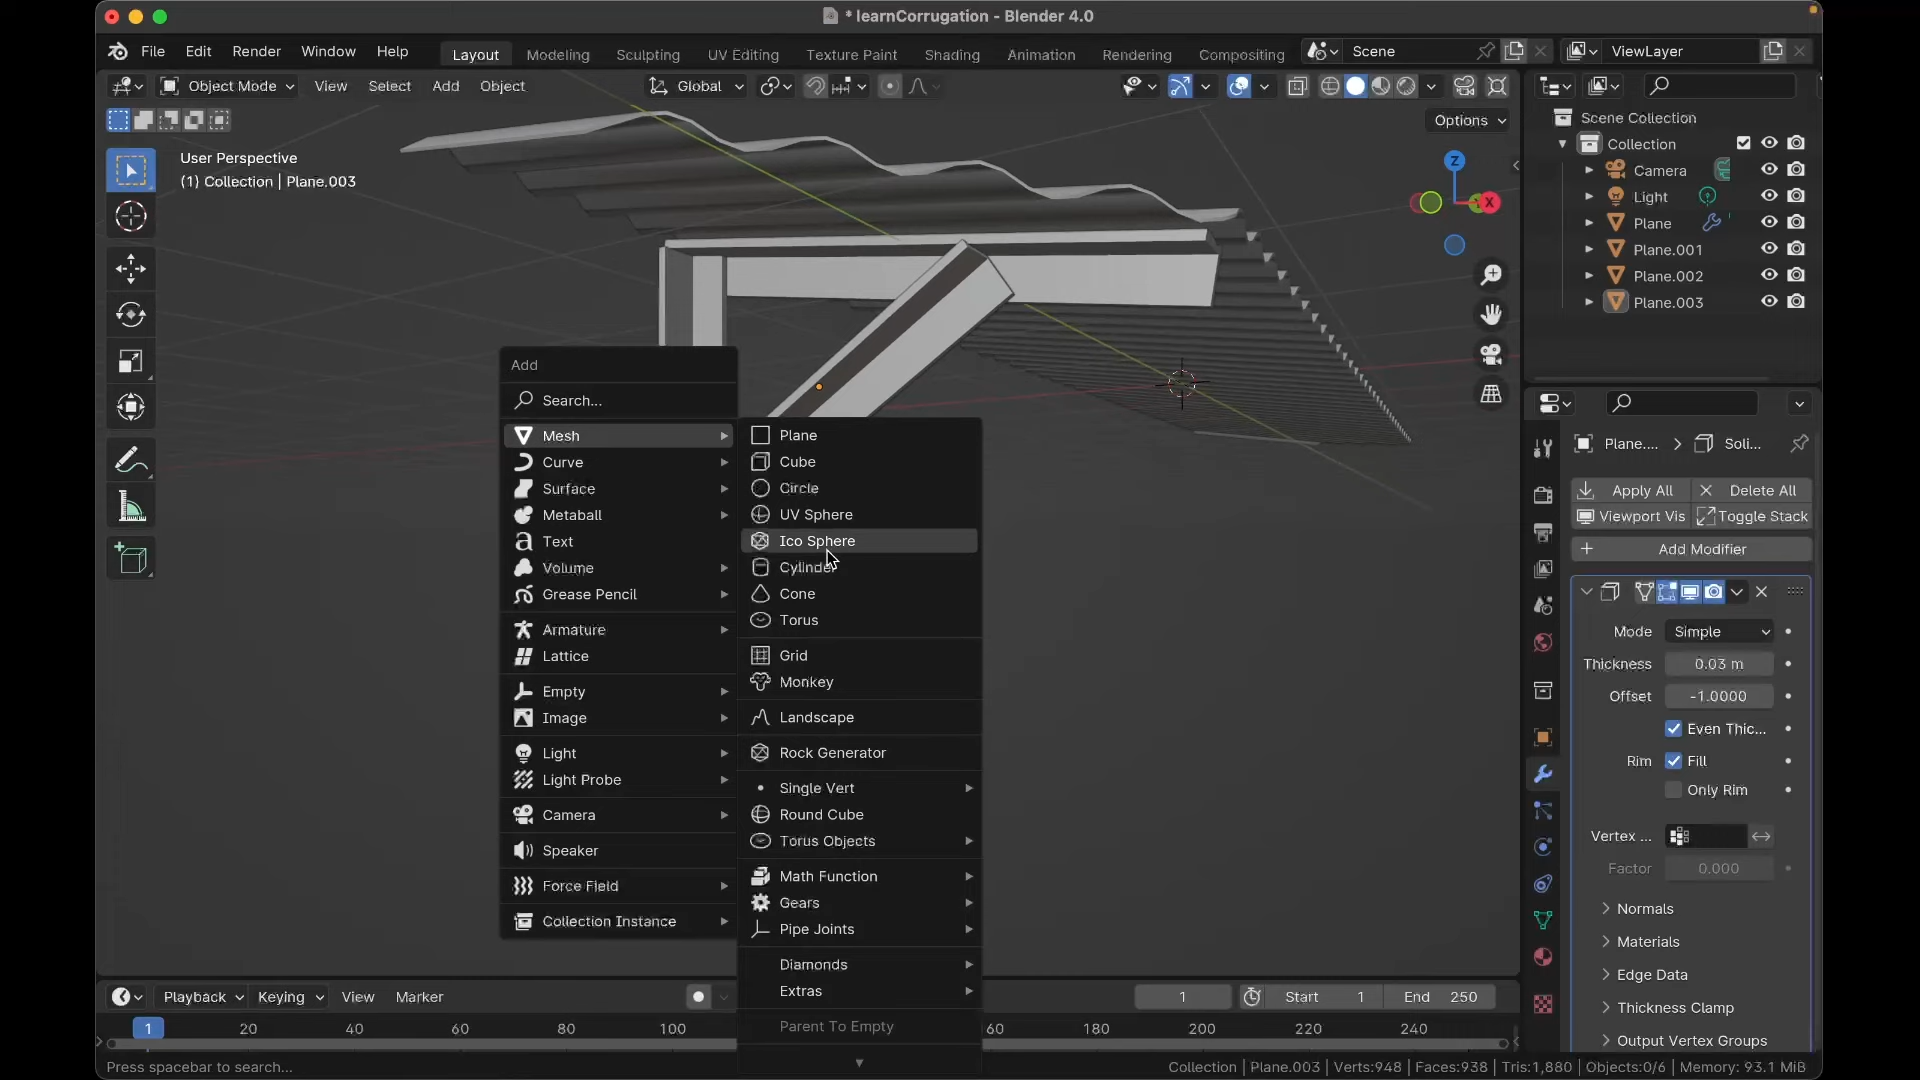 * learnCorrugation - Blender 4.0
File Edit Render Window Help Layout Modeling Sculpting UV Editing Texture Paint Shading Animation Rendering Compositing Scene ViewLayer
Object Mode View Select Add Object Global
Options
User Perspective
(1) Collection | Plane.003
Z
X
Scene Collection
Collection
Camera
Light
Plane
Plane.001
Plane.002
Plane.003
Add
Search...
Mesh
Curve
Surface
Metaball
Text
Volume
Grease Pencil
Armature
Lattice
Empty
Image
Light
Light Probe
Camera
Speaker
Force Field
Collection Instance
Plane
Cube
Circle
UV Sphere
Ico Sphere
Cylinder
Cone
Torus
Grid
Monkey
Landscape
Rock Generator
Single Vert
Round Cube
Torus Objects
Math Function
Gears
Pipe Joints
Diamonds
Extras
Parent To Empty
Plane.... > Soli...
Apply All Delete All
Viewport Vis Toggle Stack
Add Modifier
Mode Simple
Thickness 0.03 m
Offset -1.0000
Even Thic...
Rim Fill
Only Rim
Vertex ...
Factor 0.000
Normals
Materials
Edge Data
Thickness Clamp
Output Vertex Groups
Playback Keying View Marker 1 Start 1 End 250
1 20 40 60 80 100 60 180 200 220 240
Press spacebar to search...
Collection | Plane.003 | Verts:948 | Faces:938 | Tris:1,880 | Objects:0/6 | Memory: 93.1 MiB